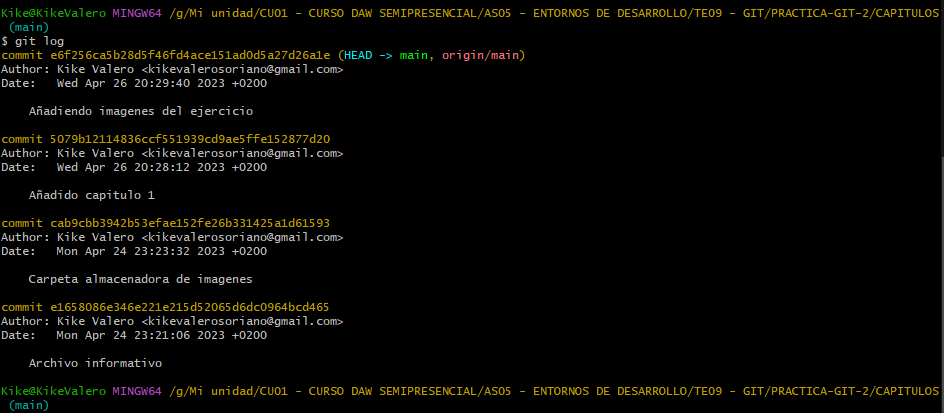 Kike@KikeValero MINGW64 /g/Mi unidad/CU01 - CURSO DAW SEMIPRESENCIAL/AS05 - ENTORNOS DE DESARROLLO/TE09 - GIT/PRACTICA-GIT-2/CAPITULOS
(main)
$ git log
commit e6f256ca5b28d5f46fd4ace151ad0d5a27d26a1e (HEAD -> main, origin/main)
Author: Kike Valero <kikevalerosoriano@gmail.com>
Date:   Wed Apr 26 20:29:40 2023 +0200

    Añadiendo imagenes del ejercicio

commit 5079b12114836ccf551939cd9ae5ffe152877d20
Author: Kike Valero <kikevalerosoriano@gmail.com>
Date:   Wed Apr 26 20:28:12 2023 +0200

    Añadido capitulo 1

commit cab9cbb3942b53efae152fe26b331425a1d61593
Author: Kike Valero <kikevalerosoriano@gmail.com>
Date:   Mon Apr 24 23:23:32 2023 +0200

    Carpeta almacenadora de imagenes

commit e1658086e346e221e215d52065d6dc0964bcd465
Author: Kike Valero <kikevalerosoriano@gmail.com>
Date:   Mon Apr 24 23:21:06 2023 +0200

    Archivo informativo

Kike@KikeValero MINGW64 /g/Mi unidad/CU01 - CURSO DAW SEMIPRESENCIAL/AS05 - ENTORNOS DE DESARROLLO/TE09 - GIT/PRACTICA-GIT-2/CAPITULOS
(main)